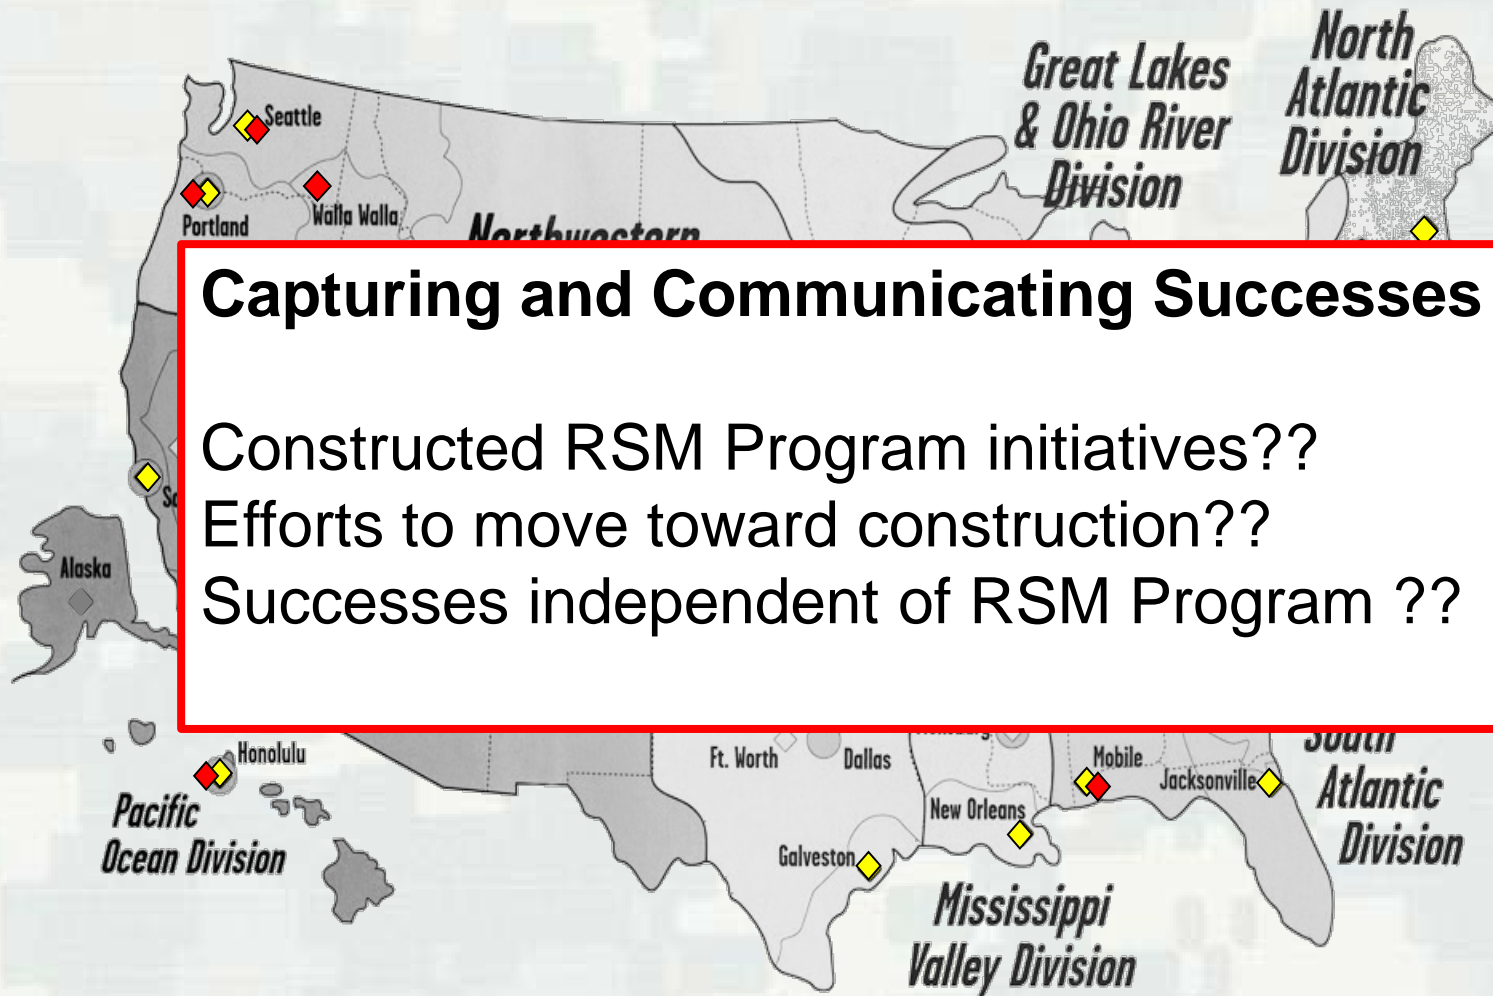 North
Atlantic
Division
Great Lakes
& Ohio River
Division
Seattle
Portland
Walla Walla
Northwestern
Capturing and Communicating Successes
Constructed RSM Program initiatives??
Efforts to move toward construction??
Successes independent of RSM Program ??
Alaska
Honolulu
Pacific
Ocean Division
Ft. Worth
Dallas
Mobile
Jacksonville
South
Atlantic
Division
New Orleans
Galveston
Mississippi
Valley Division